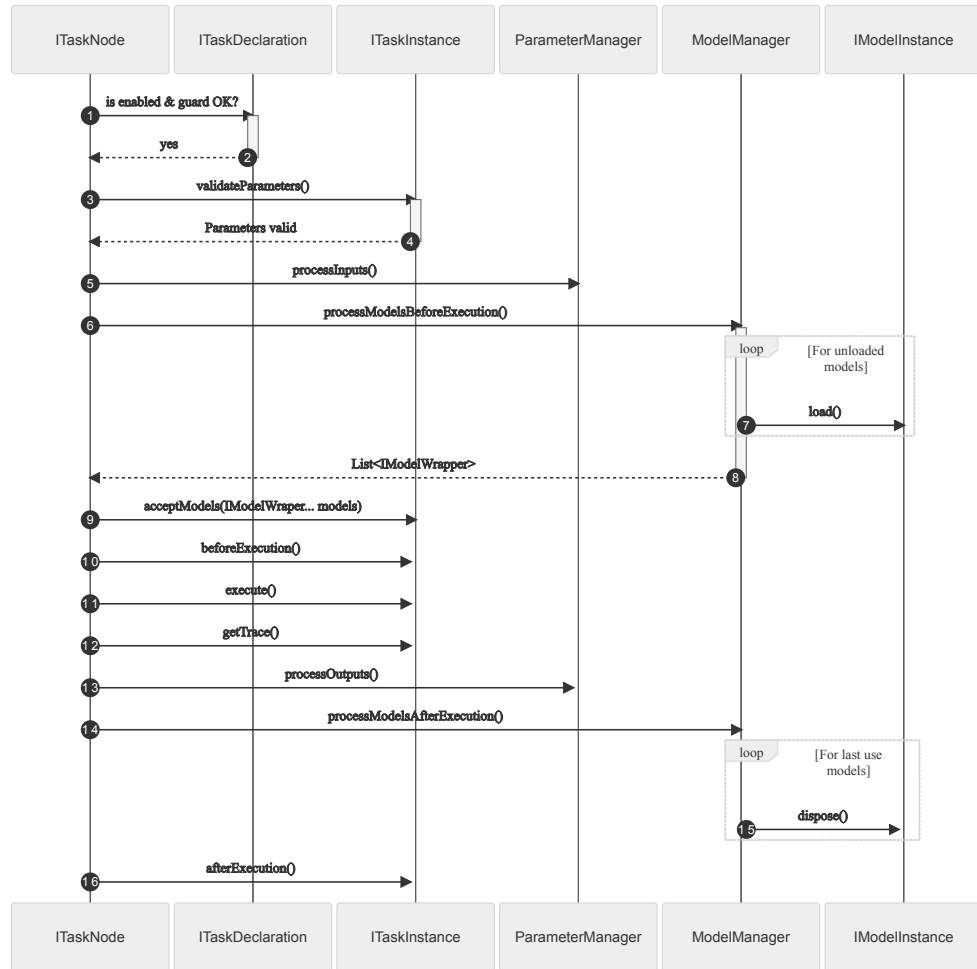 ITaskNode
ITaskDeclaration
ITaskInstance
ParameterManager
ModelManager
IModelInstance
is enabled & guard OK?
1
yes
2
validateParameters()
3
Parameters valid
4
processInputs()
5
processModelsBeforeExecution()
6
loop
[For unloaded
models]
load()
7
List<IModelWrapper>
8
acceptModels(IModelWraper... models)
9
beforeExecution()
10
execute()
11
getTrace()
12
processOutputs()
13
processModelsAfterExecution()
14
loop
[For last use
models]
dispose()
15
afterExecution()
16
ITaskNode
ITaskDeclaration
ITaskInstance
ParameterManager
ModelManager
IModelInstance